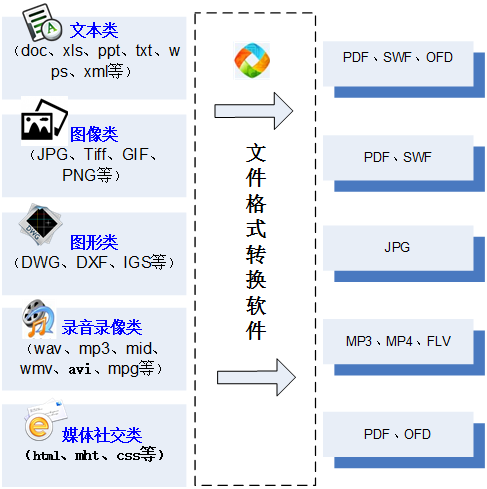 文本类
（doc、xls、ppt、txt、w
ps、xml等）
PDF、SWF、OFD
图像类
（JPG、Tiff、GIF、
PNG等）
PDF、SWF
文件格式转换软件
DWG
图形类
（DWG、DXF、IGS等）
JPG
录音录像类
（wav、mp3、mid、
wmv、avi、mpg等）
MP3、MP4、FLV
媒体社交类
（html、mht、css等）
PDF、OFD